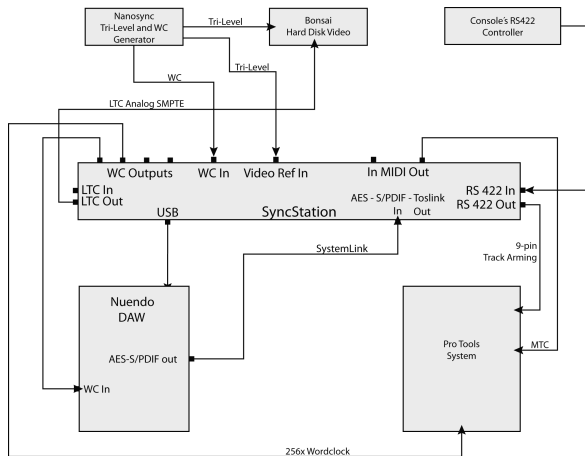 Nanosync
Tri-Level and WC
Generator
Tri-Level
Bonsai
Hard Disk Video
Console's RS422
Controller
Tri-Level
WC
LTC Analog SMPTE
WC Outputs
WC In
Video Ref In
In MIDI Out
LTC In
LTC Out
AES - S/PDIF - Toslink
In Out
RS 422 In
RS 422 Out
USB
SyncStation
SystemLink
9-pin
Track Arming
Nuendo
DAW
AES-S/PDIF out
WC In
Pro Tools
System
MTC
256x Wordclock